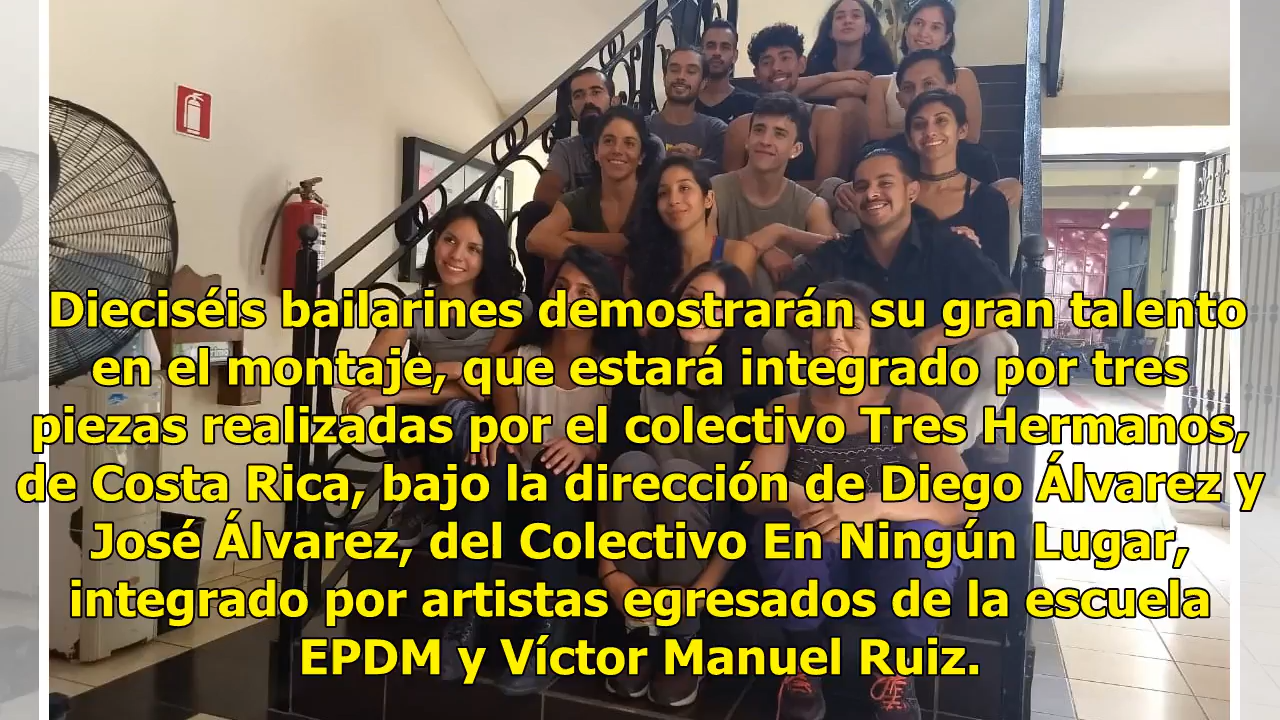 Dieciséis bailarines demostrarán su gran talento
en el montaje, que estará integrado por tres
piezas realizadas por el colectivo Tres Hermanos,
de Costa Rica, bajo la dirección de Diego Álvarez y
José Álvarez, del Colectivo En Ningún Lugar,
integrado por artistas egresados de la escuela
EPDM y Víctor Manuel Ruiz.